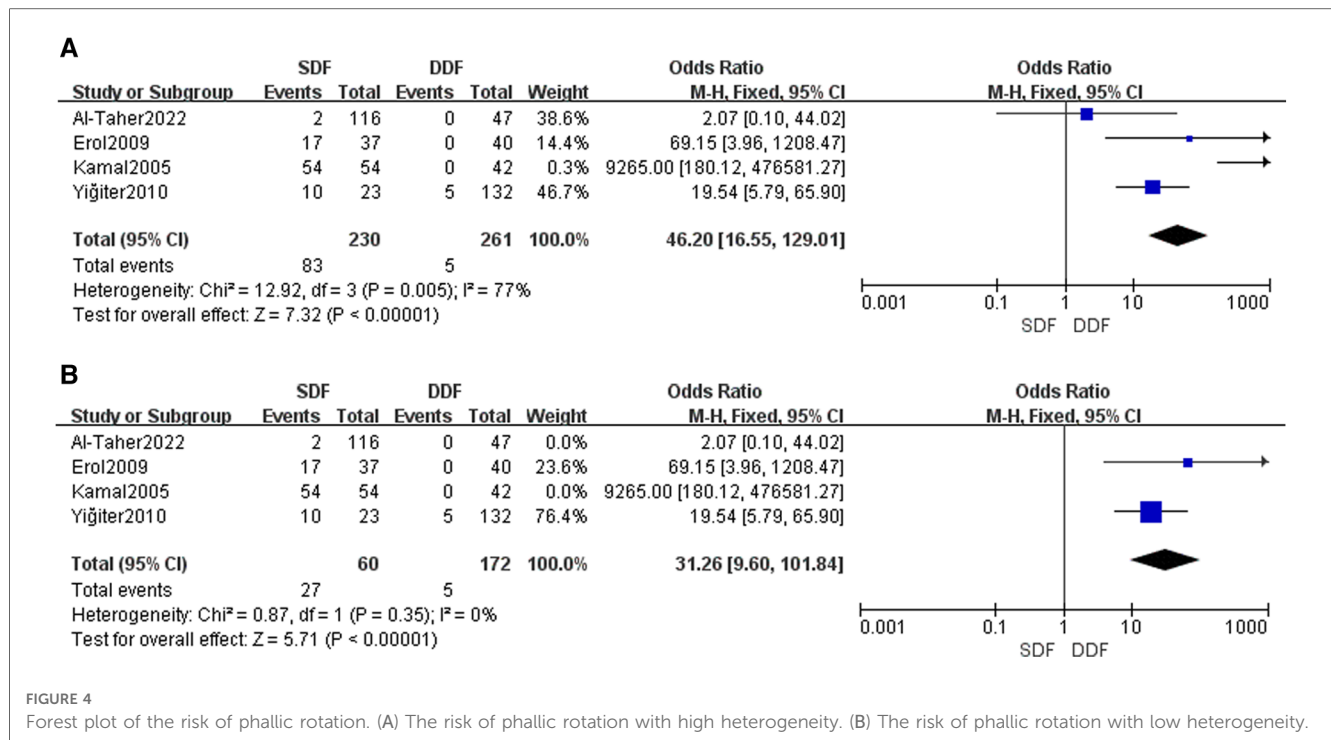 A
SDF DDF Odds Ratio Odds Ratio
Study or Subgroup Events Total Events Total Weight M-H, Fixed, 95% CI M-H, Fixed, 95% CI
Al-Taher2022 2 116 0 47 38.6% 2.07 [0.10, 44.02]
Erol2009 17 37 0 40 14.4% 69.15 [3.96, 1208.47]
Kamal2005 54 54 0 42 0.3% 9265.00 [180.12, 476581.27]
Yiğiter2010 10 23 5 132 46.7% 19.54 [5.79, 65.90]
Total (95% CI) 230 261 100.0% 46.20 [16.55, 129.01]
Total events 83 5
Heterogeneity: Chi² = 12.92, df = 3 (P = 0.005); I² = 77%
Test for overall effect: Z = 7.32 (P < 0.00001)
0.001 0.1 1 10 1000
SDF DDF
B
SDF DDF Odds Ratio Odds Ratio
Study or Subgroup Events Total Events Total Weight M-H, Fixed, 95% CI M-H, Fixed, 95% CI
Al-Taher2022 2 116 0 47 0.0% 2.07 [0.10, 44.02]
Erol2009 17 37 0 40 23.6% 69.15 [3.96, 1208.47]
Kamal2005 54 54 0 42 0.0% 9265.00 [180.12, 476581.27]
Yiğiter2010 10 23 5 132 76.4% 19.54 [5.79, 65.90]
Total (95% CI) 60 172 100.0% 31.26 [9.60, 101.84]
Total events 27 5
Heterogeneity: Chi² = 0.87, df = 1 (P = 0.35); I² = 0%
Test for overall effect: Z = 5.71 (P < 0.00001)
0.001 0.1 1 10 1000
SDF DDF
FIGURE 4
Forest plot of the risk of phallic rotation. (A) The risk of phallic rotation with high heterogeneity. (B) The risk of phallic rotation with low heterogeneity.